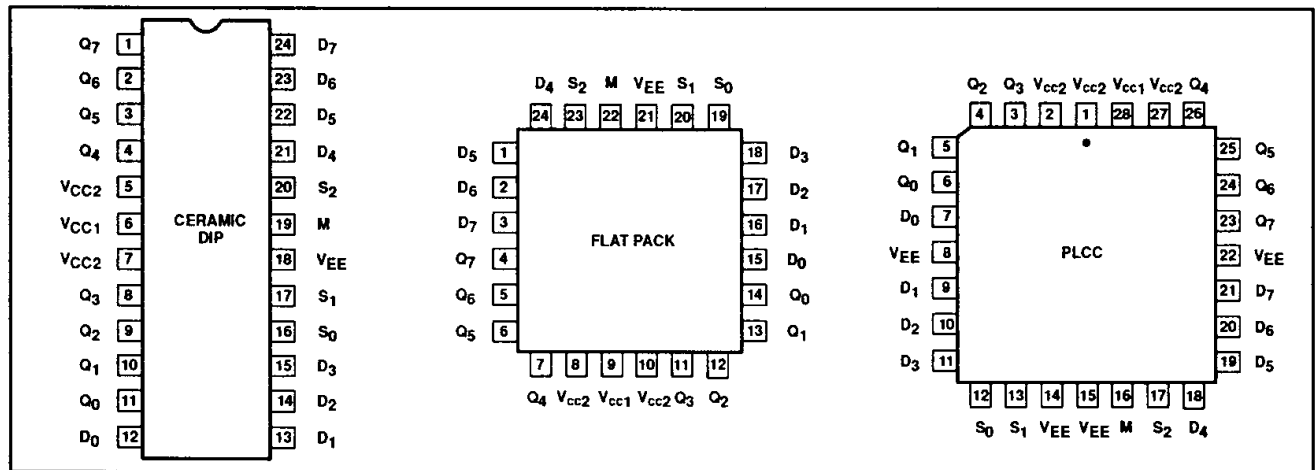 Q7 1 24 D7
Q6 2 23 D6
Q5 3 22 D5
Q4 4 21 D4
VCC2 5 20 S2
VCC1 6 CERAMIC DIP 19 M
VCC2 7 18 VEE
Q3 8 17 S1
Q2 9 16 S0
Q1 10 15 D3
Q0 11 14 D2
D0 12 13 D1
D4 S2 M VEE S1 S0
24 23 22 21 20 19
D5 1 18 D3
D6 2 17 D2
D7 3 16 D1
FLAT PACK
Q7 4 15 D0
Q6 5 14 Q0
Q5 6 13 Q1
7 8 9 10 11 12
Q4 Vcc2 Vcc1 Vcc2 Q3 Q2
Q2 Q3 Vcc2 Vcc2 Vcc1 Vcc2 Q4
4 3 2 1 28 27 26
Q1 5 25 Q5
Q0 6 24 Q6
D0 7 23 Q7
VEE 8 PLCC 22 VEE
D1 9 21 D7
D2 10 20 D6
D3 11 19 D5
12 13 14 15 16 17 18
S0 S1 VEE VEE M S2 D4